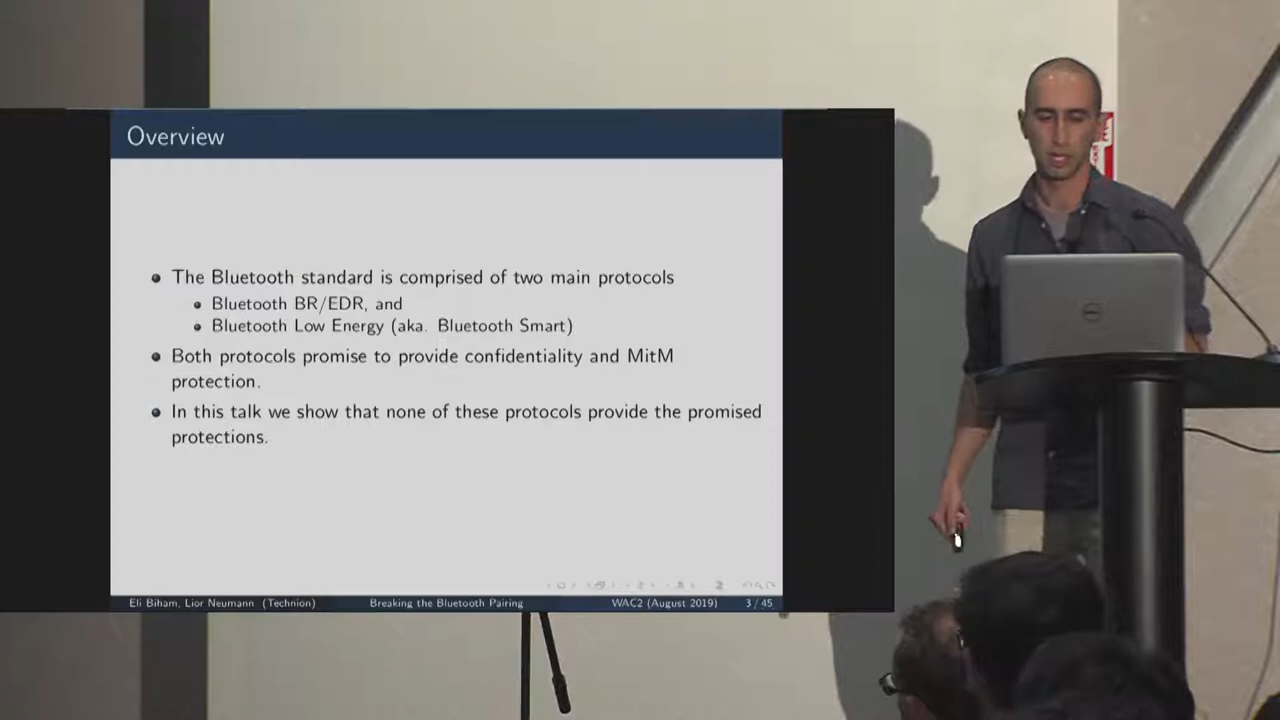 Overview
The Bluetooth standard is comprised of two main protocols
Bluetooth BR/EDR, and
Bluetooth Low Energy (aka. Bluetooth Smart)
Both protocols promise to provide confidentiality and MitM
protection.
In this talk we show that none of these protocols provide the promised
protections.
Eli Biham, Lior Neumann (Technion) Breaking the Bluetooth Pairing WAC2 (August 2019) 3 / 45
DELL